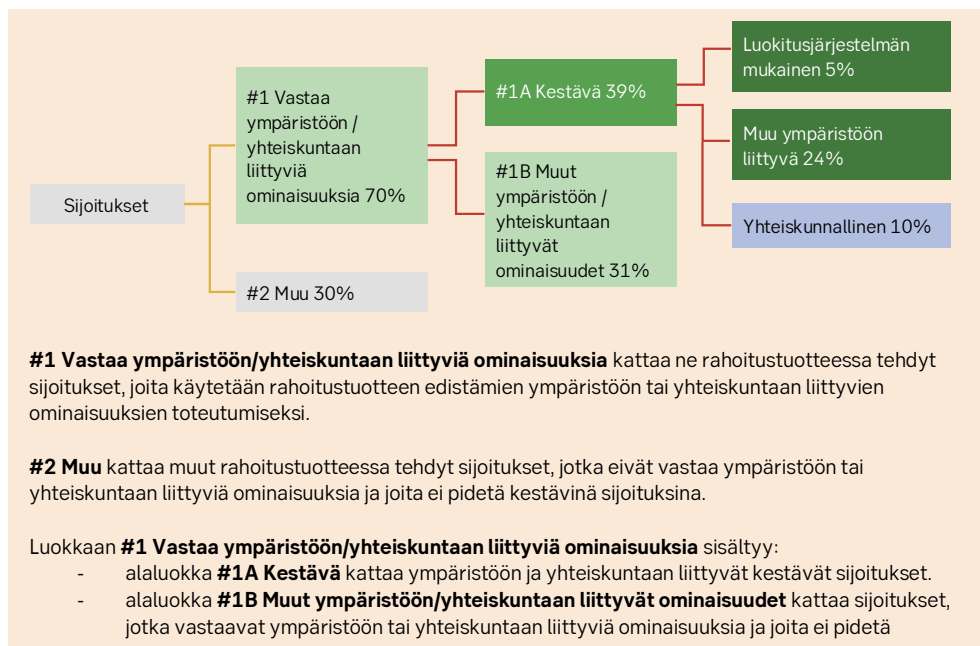 Sijoitukset
#1 Vastaa
ympäristöön /
yhteiskuntaan
liittyviä
ominaisuuksia 70%
#2 Muu 30%
#1A Kestävä 39%
#1B Muut
ympäristöön /
yhteiskuntaan
liittyvät
ominaisuudet 31%
Luokitusjärjestelmän
mukainen 5%
Muu ympäristöön
liittyvä 24%
Yhteiskunnallinen 10%
#1 Vastaa ympäristöön/yhteiskuntaan liittyviä ominaisuuksia kattaa ne rahoitustuotteessa tehdyt
sijoitukset, joita käytetään rahoitustuotteen edistämien ympäristöön tai yhteiskuntaan liittyvien
ominaisuuksien toteutumiseksi.
#2 Muu kattaa muut rahoitustuotteessa tehdyt sijoitukset, jotka eivät vastaa ympäristöön tai
yhteiskuntaan liittyviä ominaisuuksia ja joita ei pidetä kestävinä sijoituksina.
Luokkaan #1 Vastaa ympäristöön/yhteiskuntaan liittyviä ominaisuuksia sisältyy:
- alaluokka #1A Kestävä kattaa ympäristöön ja yhteiskuntaan liittyvät kestävät sijoitukset.
- alaluokka #1B Muut ympäristöön/yhteiskuntaan liittyvät ominaisuudet kattaa sijoitukset,
jotka vastaavat ympäristöön tai yhteiskuntaan liittyviä ominaisuuksia ja joita ei pidetä